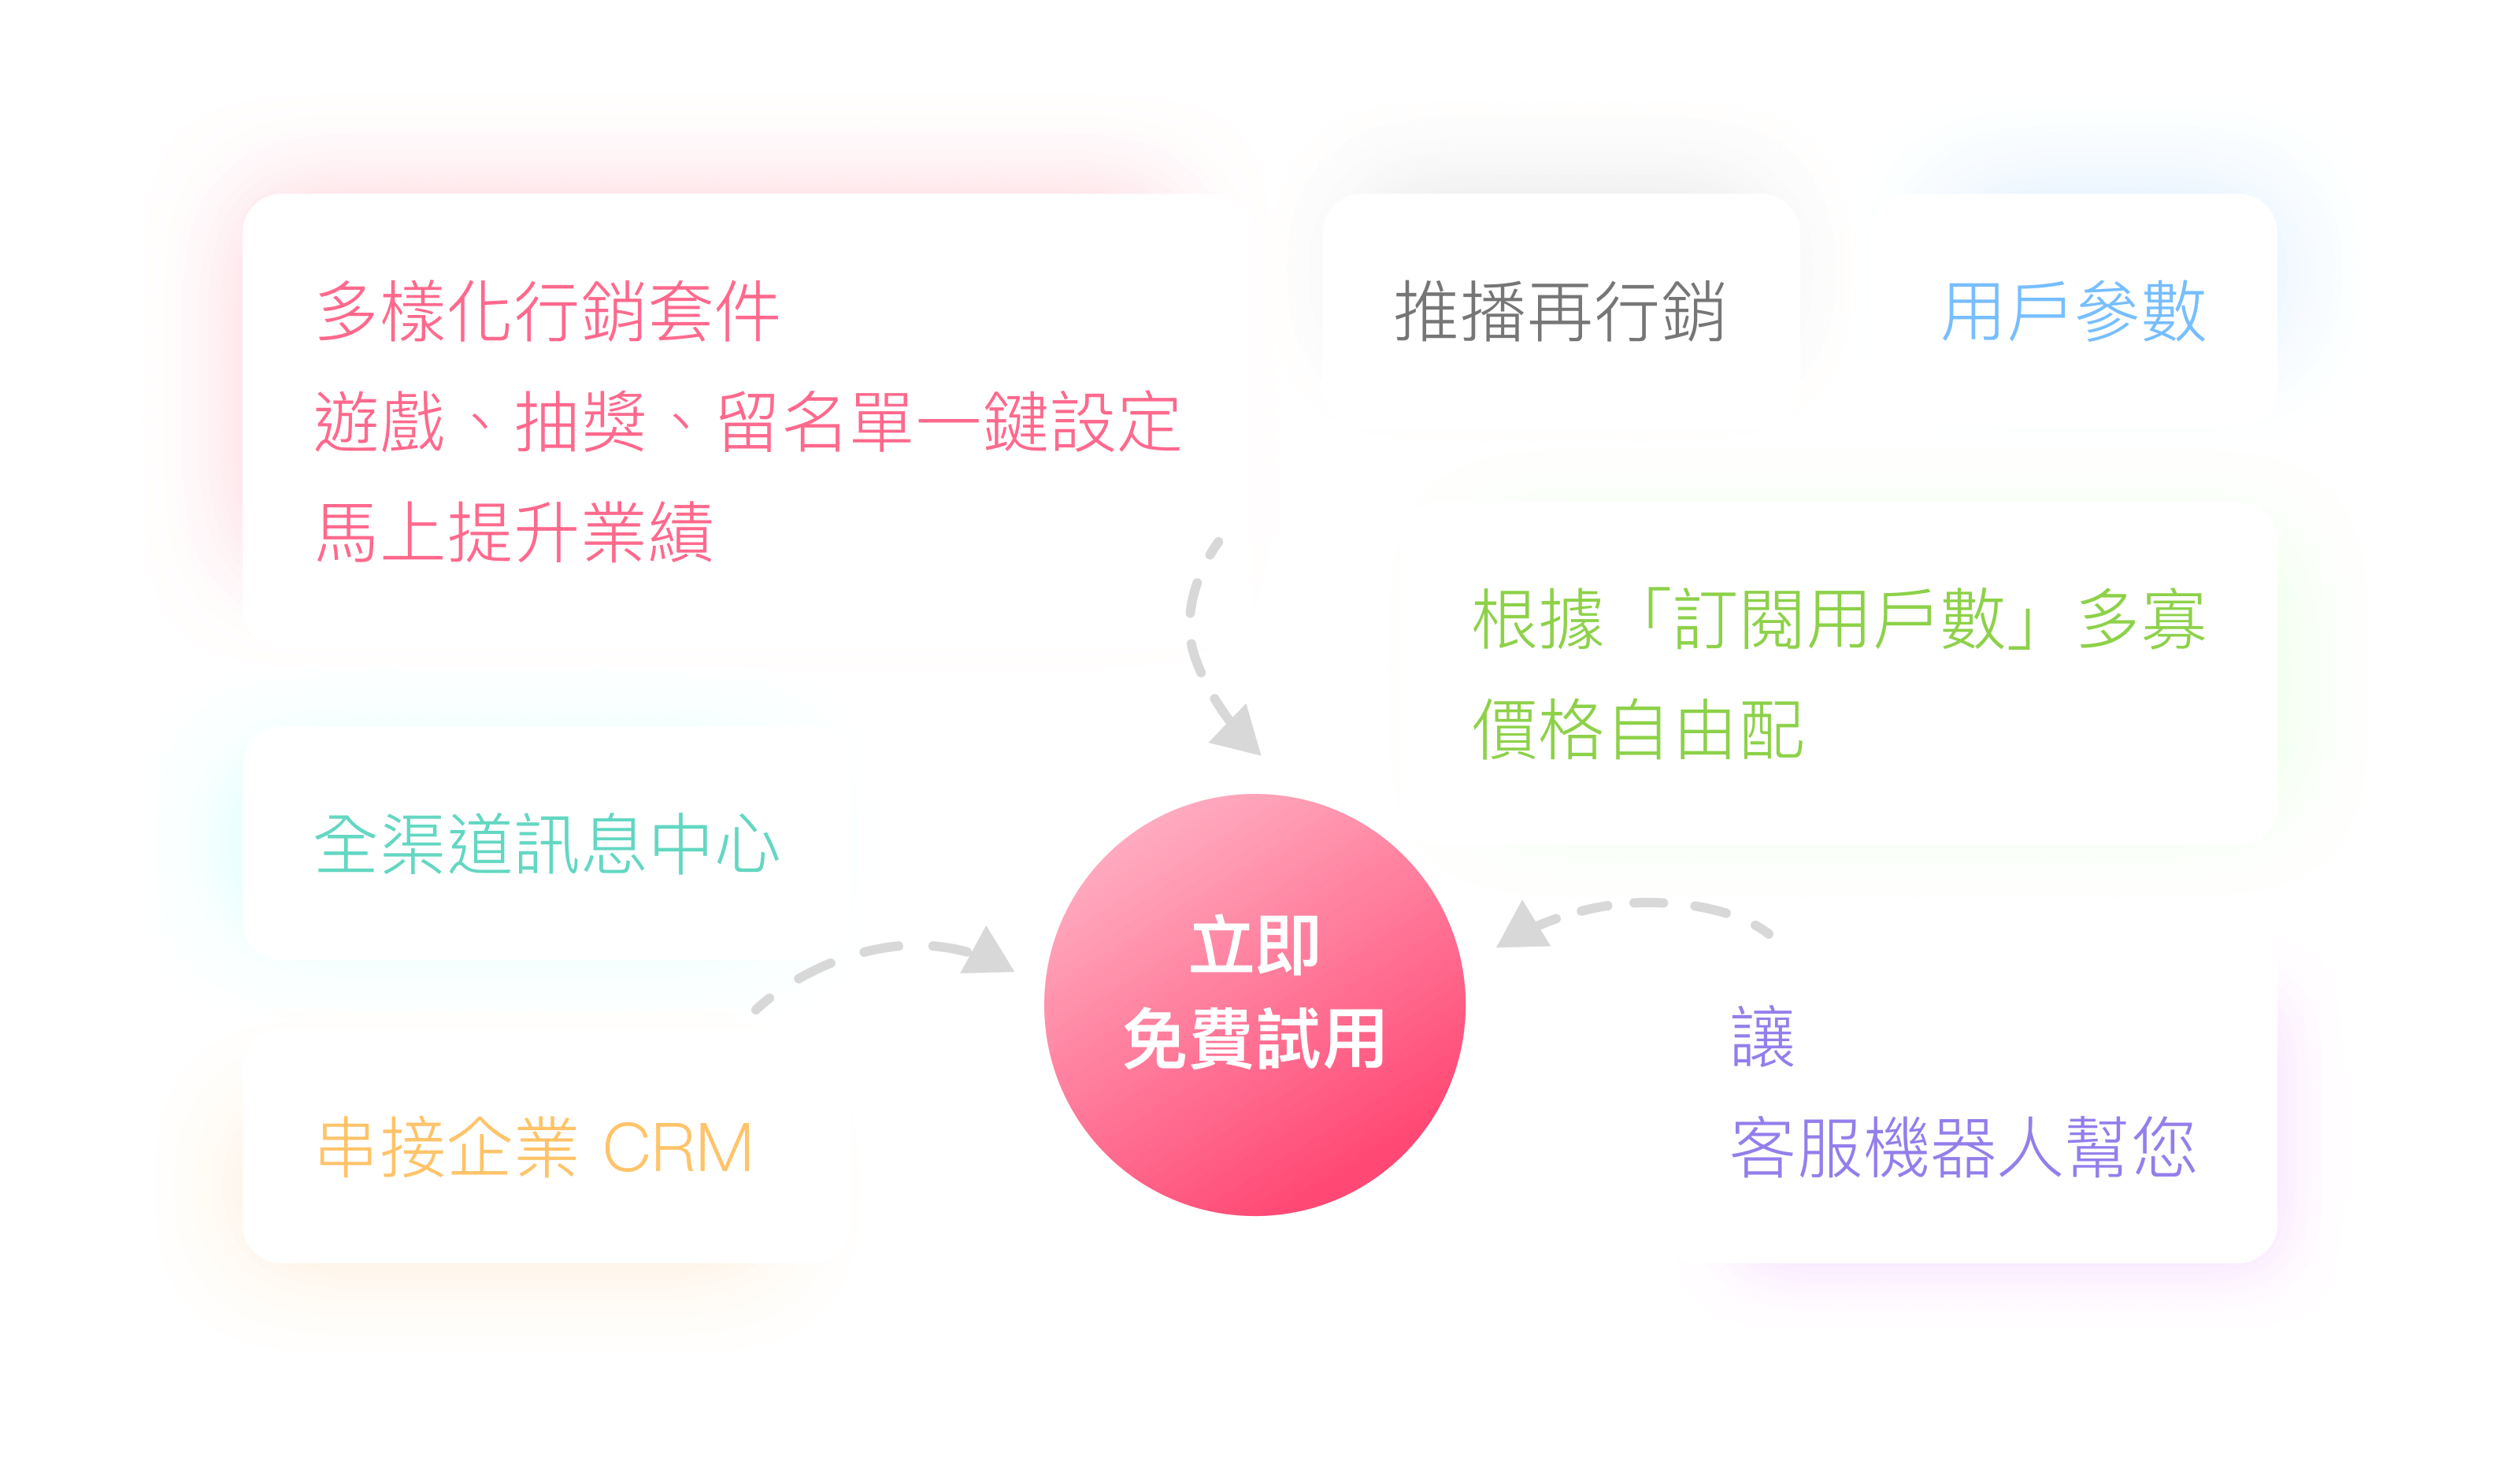 多樣化行銷套件
遊戲、抽獎、留名單一鍵設定
馬上提升業績
推播再行銷
用戶參數
根據「訂閱用戶數」多寡
價格自由配
全渠道訊息中心
立即
免費試用
串接企業 CRM
讓
客服機器人幫您